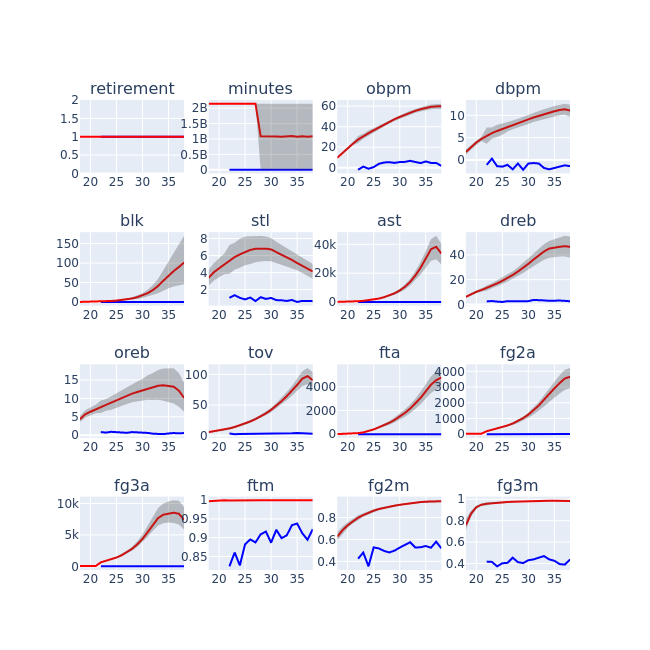 retirement minutes obpm dbpm
2 1.5 1 0.5 0
2B 1.5B 1B 0.5B 0
60 40 20 0
10 5 0
20 25 30 35 20 25 30 35 20 25 30 35 20 25 30 35
blk stl ast dreb
150 100 50 0
8 6 4 2
40k 20k 0
40 20 0
20 25 30 35 20 25 30 35 20 25 30 35 20 25 30 35
oreb tov fta fg2a
15 10 5 0
100 50 0
4000 2000 0
4000 3000 2000 1000 0
20 25 30 35 20 25 30 35 20 25 30 35 20 25 30 35
fg3a ftm fg2m fg3m
10k 5k 0
1 0.95 0.9 0.85
0.8 0.6 0.4
1 0.8 0.6 0.4
20 25 30 35 20 25 30 35 20 25 30 35 20 25 30 35